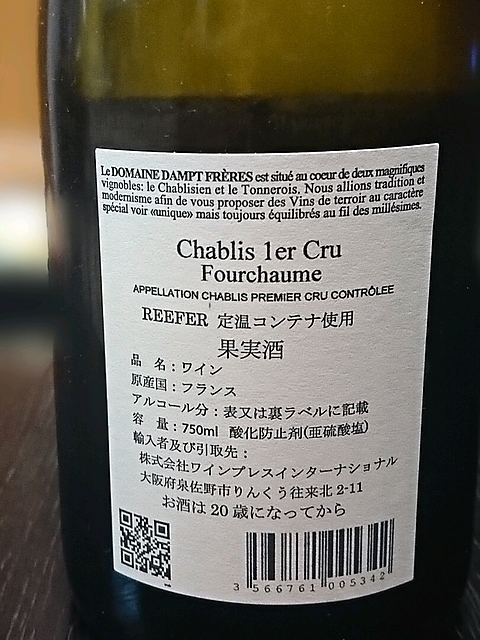 Le DOMAINE DAMPT FRÈRES est situé au coeur de deux magnifiques
vignobles: le Chablisien et le Tonnerois. Nous allions tradition et
modernisme afin de vous proposer des Vins de terroir au caractère
spécial voir «unique» mais toujours équilibrés au fil des millésimes.
Chablis 1er Cru
Fourchaume
APPELLATION CHABLIS PREMIER CRU CONTRÔLEE
REEFER 定温コンテナ使用
果実酒
品 名：ワイン
原産国：フランス
アルコール分：表又は裏ラベルに記載
容 量：750ml 酸化防止剤(亜硫酸塩)
輸入者及び引取先：
株式会社ワインプレスインターナショナル
大阪府泉佐野市りんくう往来北 2-11
お酒は 20 歳になってから
3 566761 005342